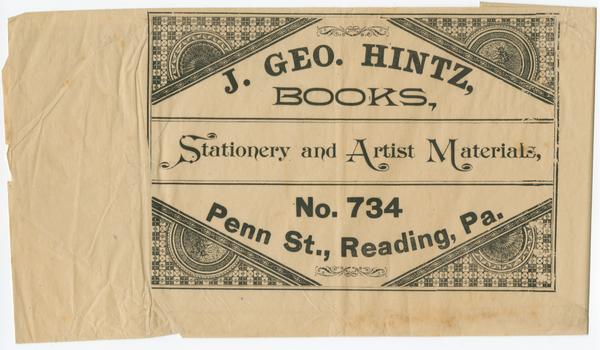 J. GEO. HINTZ,
BOOKS,
Stationery and Artist Materials,
No. 734
Penn St., Reading, Pa.